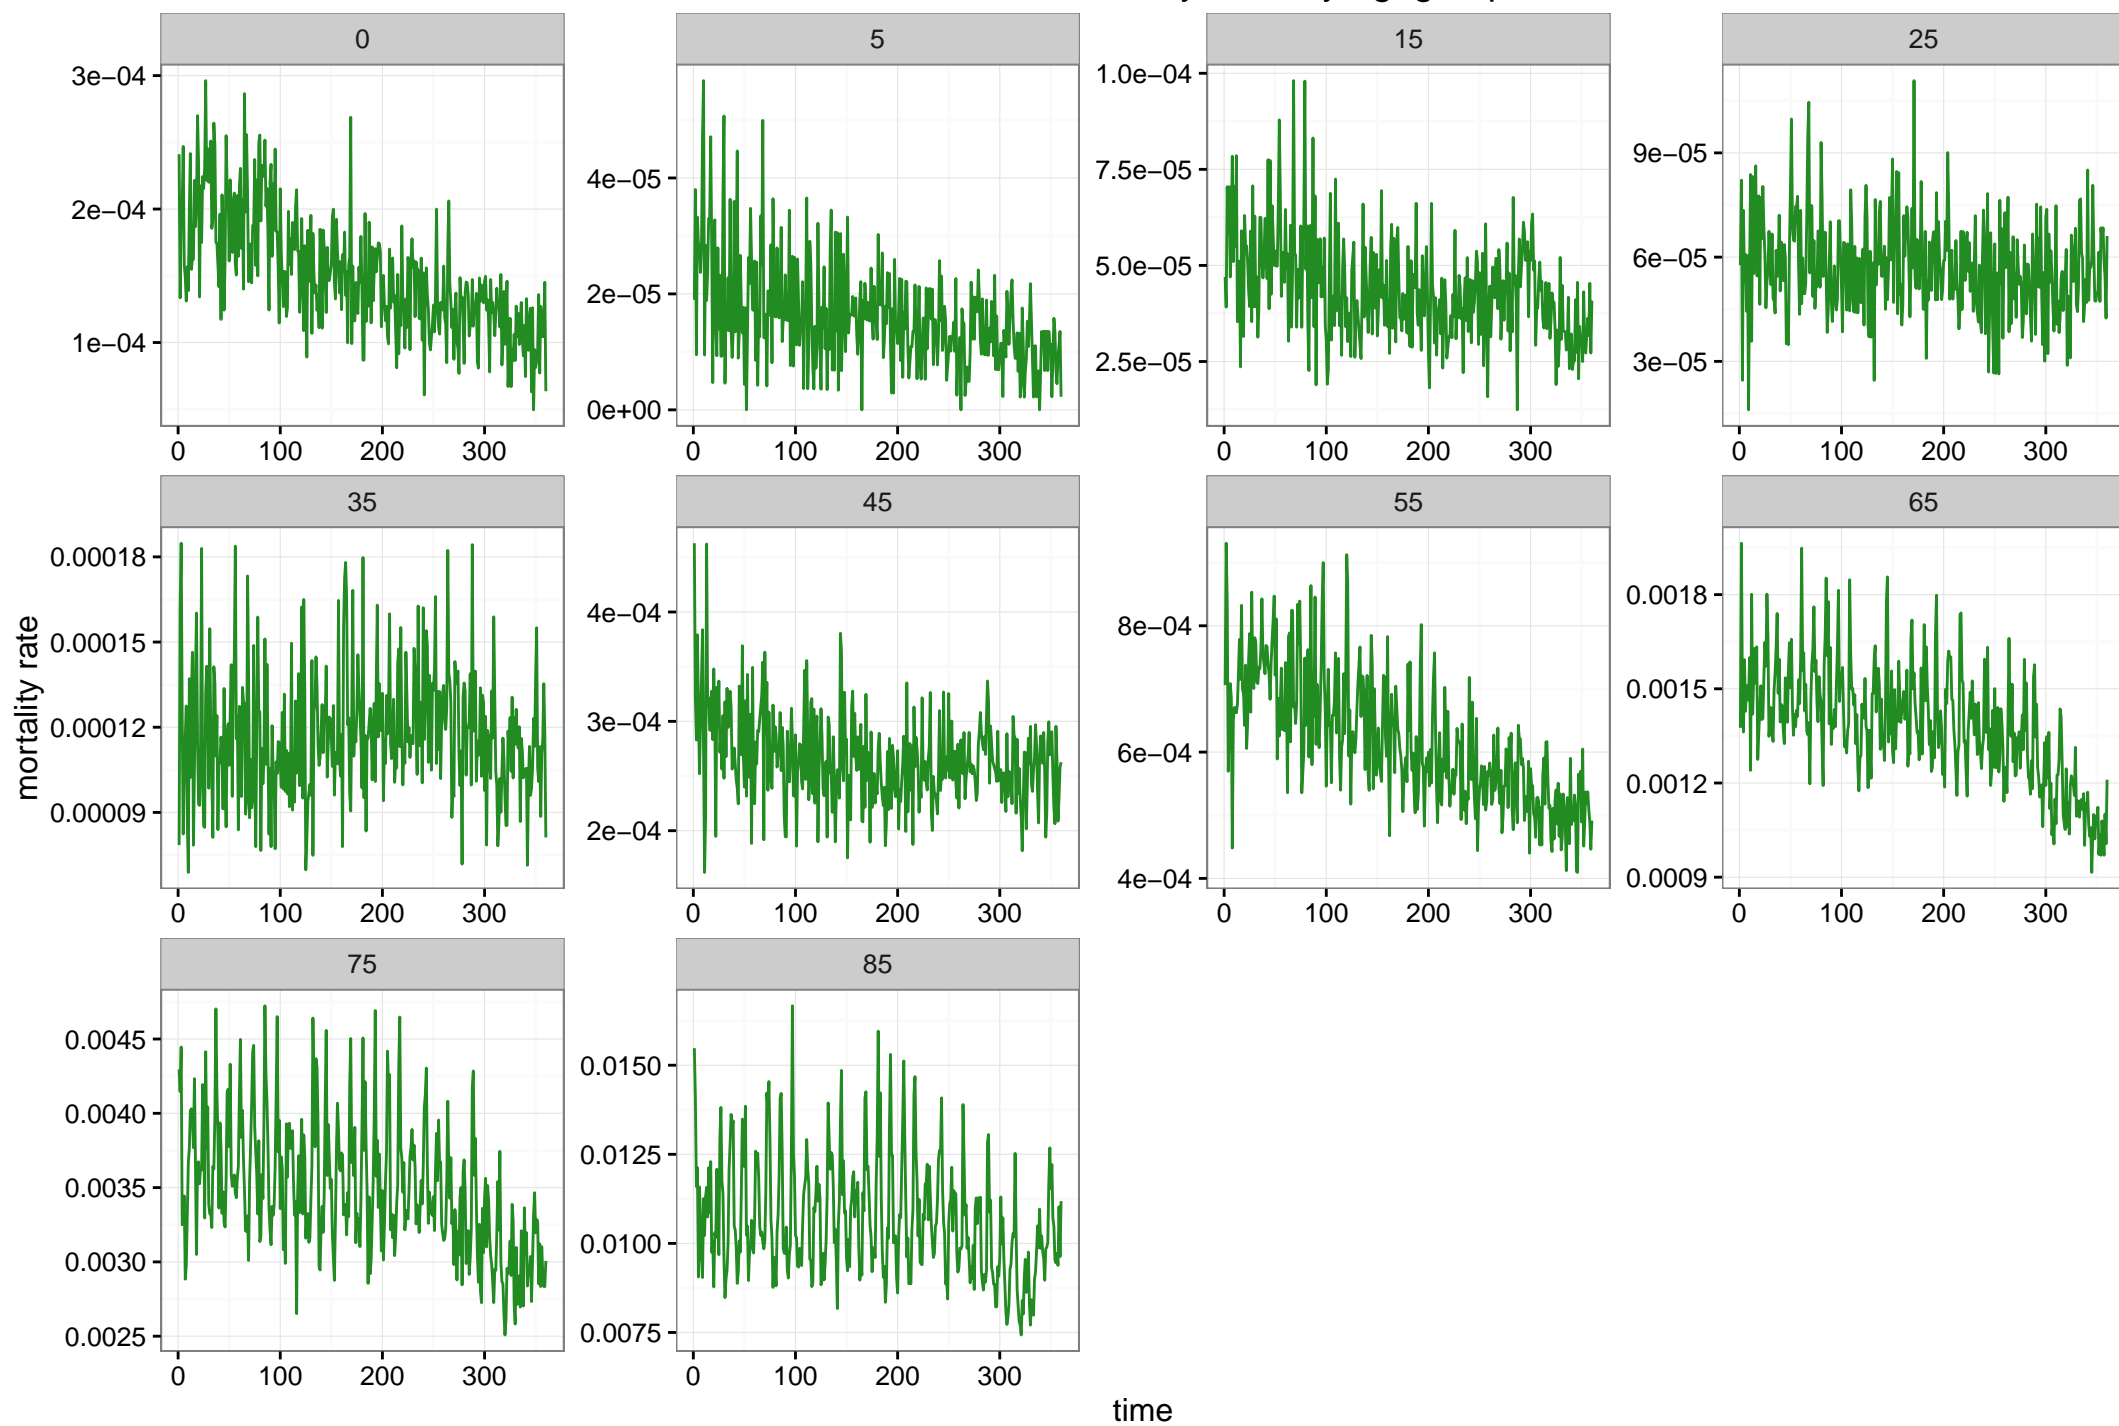 0 5 15 25
3e−04 2e−04 1e−04
4e−05 2e−05 0e+00
1.0e−04 7.5e−05 5.0e−05 2.5e−05
9e−05 6e−05 3e−05
0 100 200 300 0 100 200 300 0 100 200 300 0 100 200 300
35 45 55 65
mortality rate
0.00018 0.00015 0.00012 0.00009
4e−04 3e−04 2e−04
8e−04 6e−04 4e−04
0.0018 0.0015 0.0012 0.0009
0 100 200 300 0 100 200 300 0 100 200 300 0 100 200 300
75 85
0.0045 0.0040 0.0035 0.0030 0.0025
0.0150 0.0125 0.0100 0.0075
0 100 200 300 0 100 200 300
time